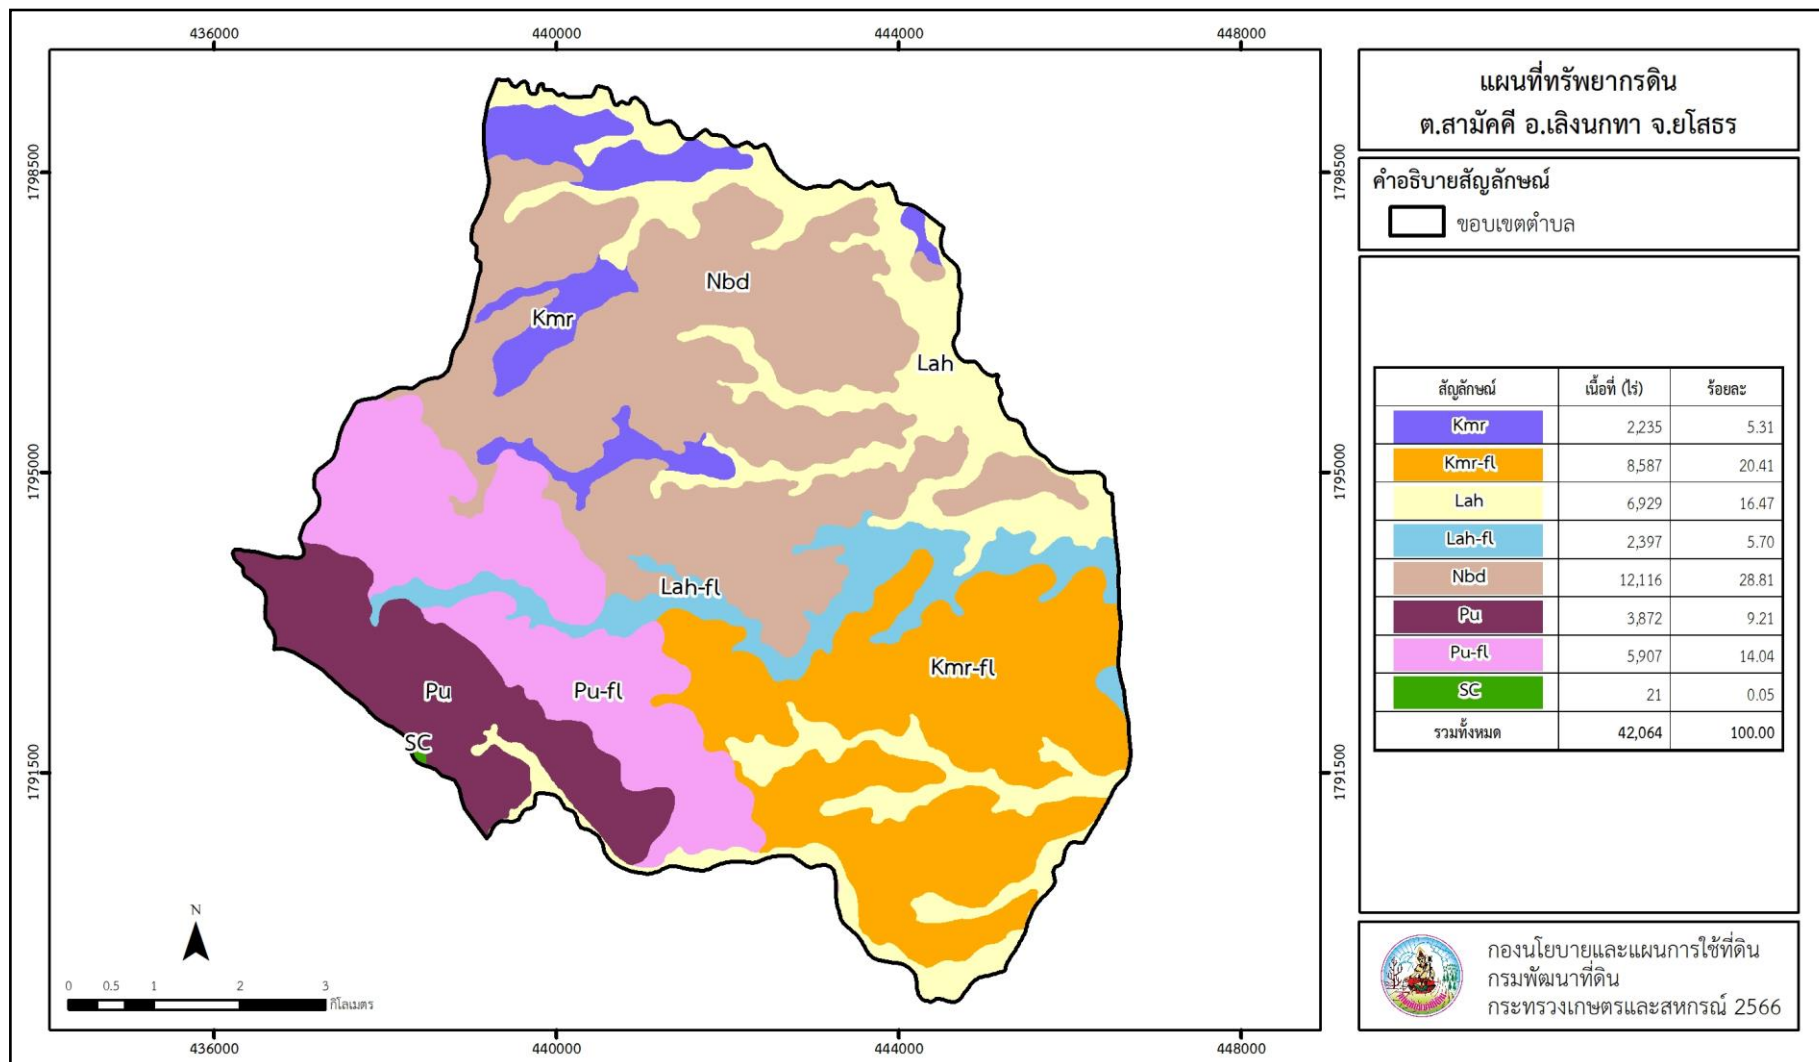 436000
440000
444000
448000
1798500
1798500
1795000
1795000
1791500
1791500
436000
440000
444000
448000
Nbd
Kmr
Lah
Lah-fl
Kmr-fl
Pu
Pu-fl
SC
N
0 0.5 1 2 3
กิโลเมตร
แผนที่ทรัพยากรดิน
ต.สามัคคี อ.เลิงนกทา จ.ยโสธร
คำอธิบายสัญลักษณ์
ขอบเขตตำบล
สัญลักษณ์ เนื้อที่ (ไร่) ร้อยละ
Kmr 2,235 5.31
Kmr-fl 8,587 20.41
Lah 6,929 16.47
Lah-fl 2,397 5.70
Nbd 12,116 28.81
Pu 3,872 9.21
Pu-fl 5,907 14.04
SC 21 0.05
รวมทั้งหมด 42,064 100.00
กองนโยบายและแผนการใช้ที่ดิน
กรมพัฒนาที่ดิน
กระทรวงเกษตรและสหกรณ์ 2566